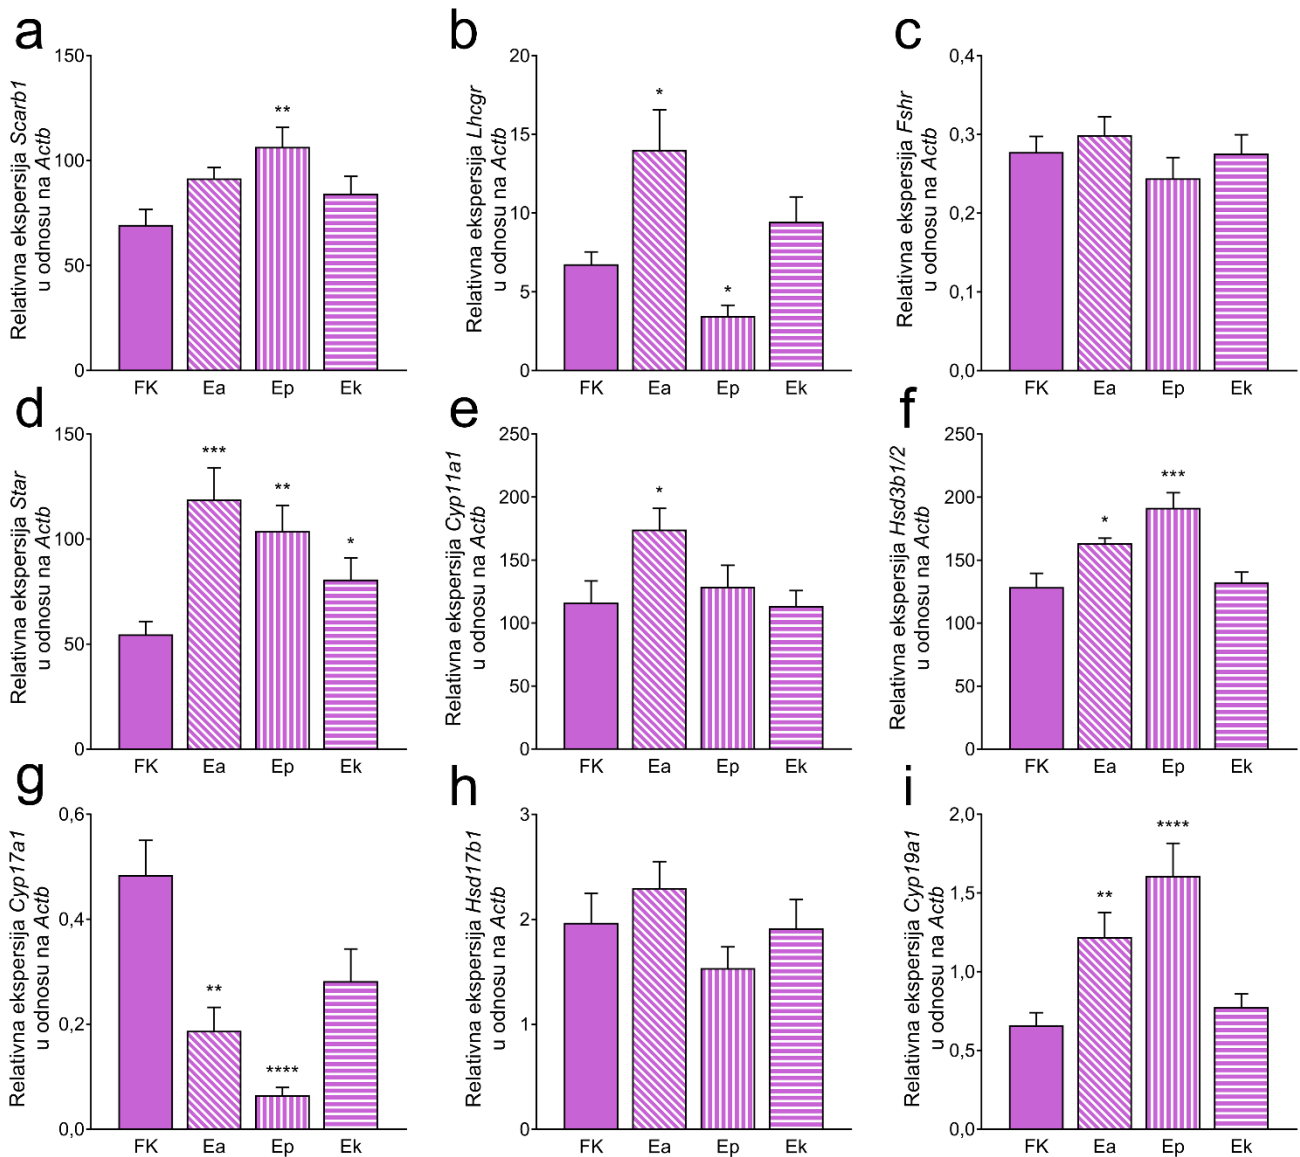 a
Relativna ekspersija Scarb1
u odnosu na Actb
150
100
50
0
**
FK Ea Ep Ek
b
Relativna ekspersija Lhcgr
u odnosu na Actb
20
15
10
5
0
*
*
FK Ea Ep Ek
c
Relativna ekspersija Fshr
u odnosu na Actb
0,4
0,3
0,2
0,1
0,0
FK Ea Ep Ek
d
Relativna ekspersija Star
u odnosu na Actb
150
100
50
0
***
**
*
FK Ea Ep Ek
e
Relativna ekspersija Cyp11a1
u odnosu na Actb
250
200
150
100
50
0
*
FK Ea Ep Ek
f
Relativna ekspersija Hsd3b1/2
u odnosu na Actb
250
200
150
100
50
0
*
***
FK Ea Ep Ek
g
Relativna ekspersija Cyp17a1
u odnosu na Actb
0,6
0,4
0,2
0,0
**
****
FK Ea Ep Ek
h
Relativna ekspersija Hsd17b1
u odnosu na Actb
3
2
1
0
FK Ea Ep Ek
i
Relativna ekspersija Cyp19a1
u odnosu na Actb
2,0
1,5
1,0
0,5
0,0
**
****
FK Ea Ep Ek